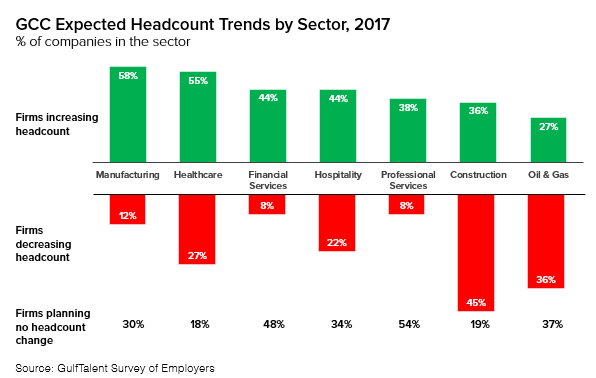 GCC Expected Headcount Trends by Sector, 2017
% of companies in the sector
58%
55%
44%
44%
38%
36%
27%
Firms increasing
headcount
Manufacturing
Healthcare
Financial
Services
Hospitality
Professional
Services
Construction
Oil & Gas
Firms
decreasing
headcount
12%
27%
8%
22%
8%
45%
36%
Firms planning
no headcount
change
30%
18%
48%
34%
54%
19%
37%
Source: GulfTalent Survey of Employers